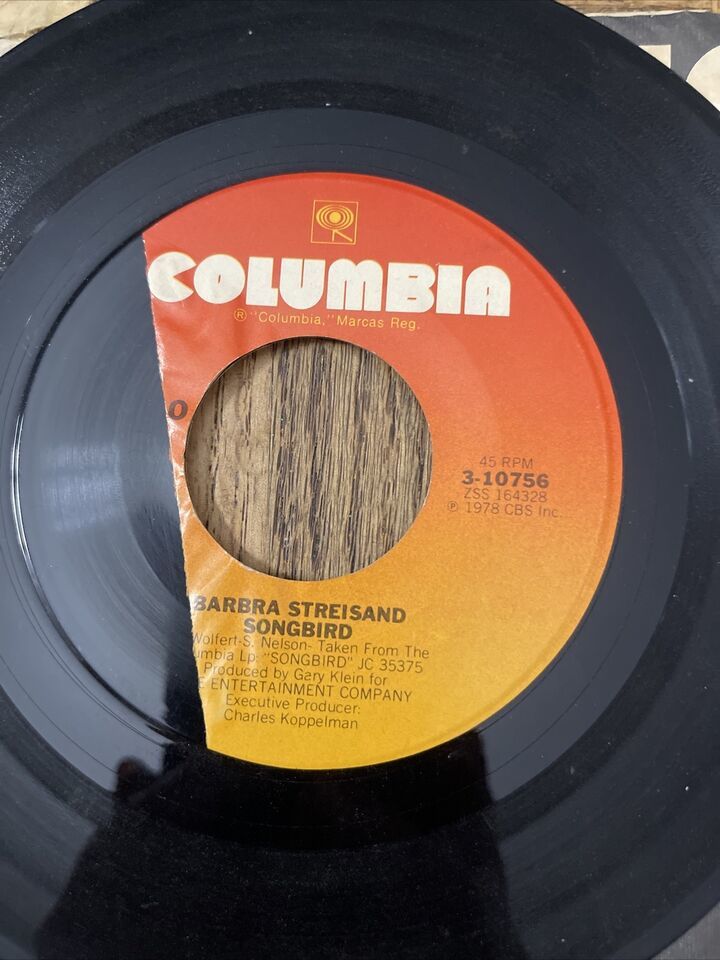 COLUMBIA
Ⓡ "Columbia," Marcas Reg.
O
45 RPM
3-10756
ZSS 164328
Ⓟ 1978 CBS Inc.
BARBRA STREISAND
SONGBIRD
Wolfert-S. Nelson- Taken From The
umbia Lp: "SONGBIRD" JC 35375
Produced by Gary Klein for
E ENTERTAINMENT COMPANY
Executive Producer:
Charles Koppelman